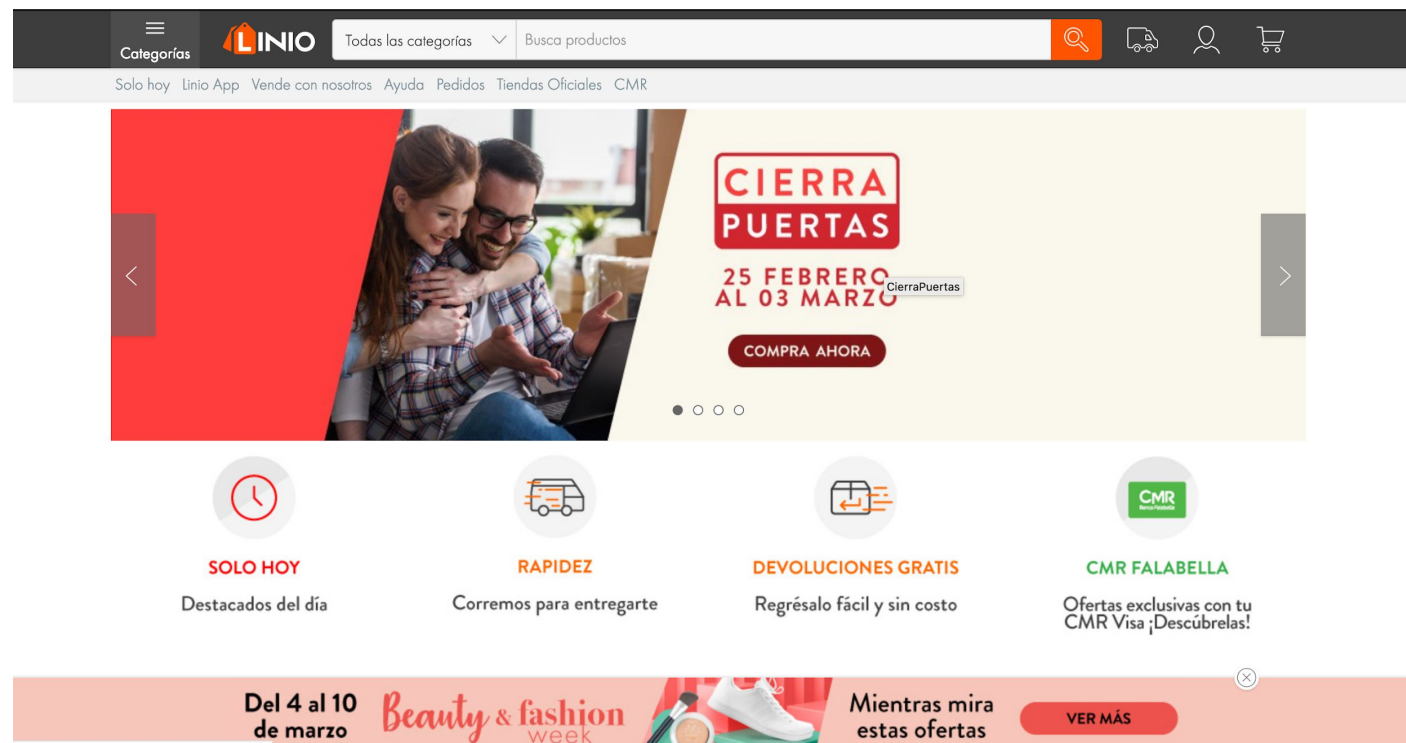 Categorías
LINIO
Todas las categorías
Busca productos
Solo hoy Linio App Vende con nosotros Ayuda Pedidos Tiendas Oficiales CMR
CIERRA
PUERTAS
25 FEBRERO
AL 03 MARZO
CierraPuertas
COMPRA AHORA
CMR
Banco Falabella
SOLO HOY
Destacados del día
RAPIDEZ
Corremos para entregarte
DEVOLUCIONES GRATIS
Regrésalo fácil y sin costo
CMR FALABELLA
Ofertas exclusivas con tu
CMR Visa ¡Descúbrelas!
Del 4 al 10
de marzo
Beauty & fashion
week
Mientras mira
estas ofertas
VER MÁS